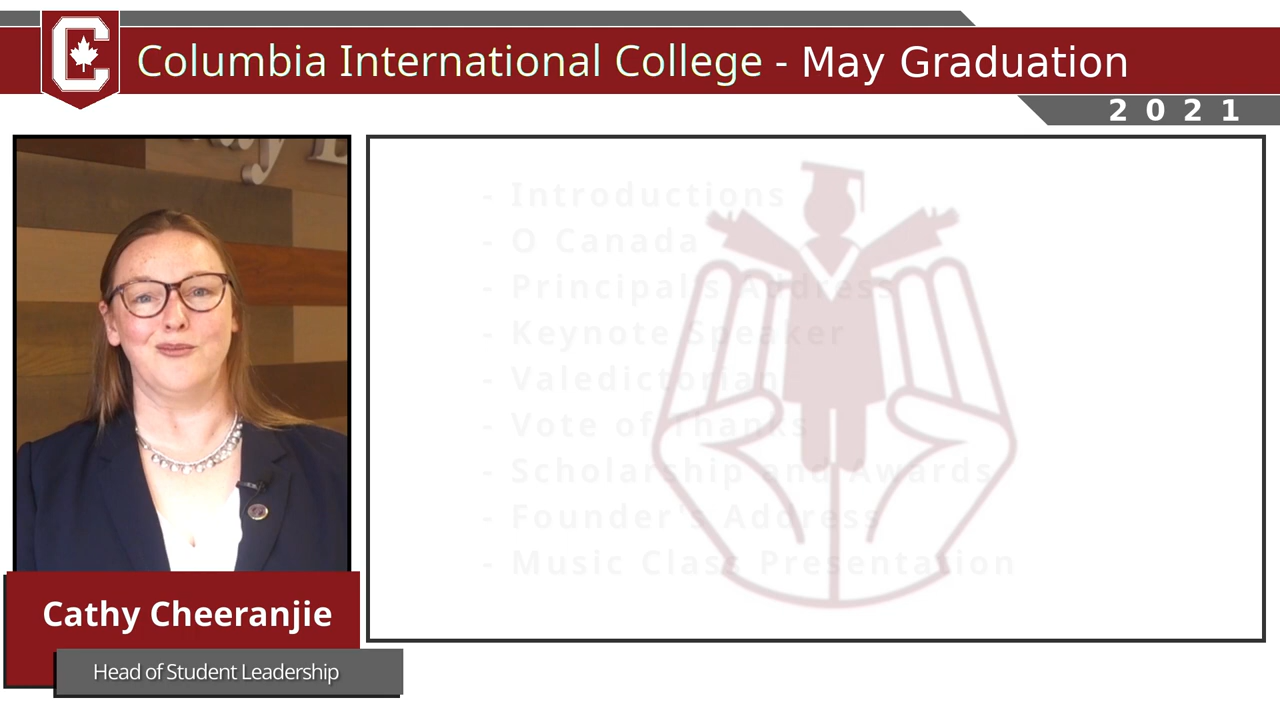 C
Columbia International College - May Graduation
2021
- Introductions
- O Canada
- Principal's Address
- Keynote Speaker
- Valedictorian
- Vote of Thanks
- Scholarship and Awards
- Founder's Address
- Music Class Presentation
Cathy Cheeranjie
Head of Student Leadership